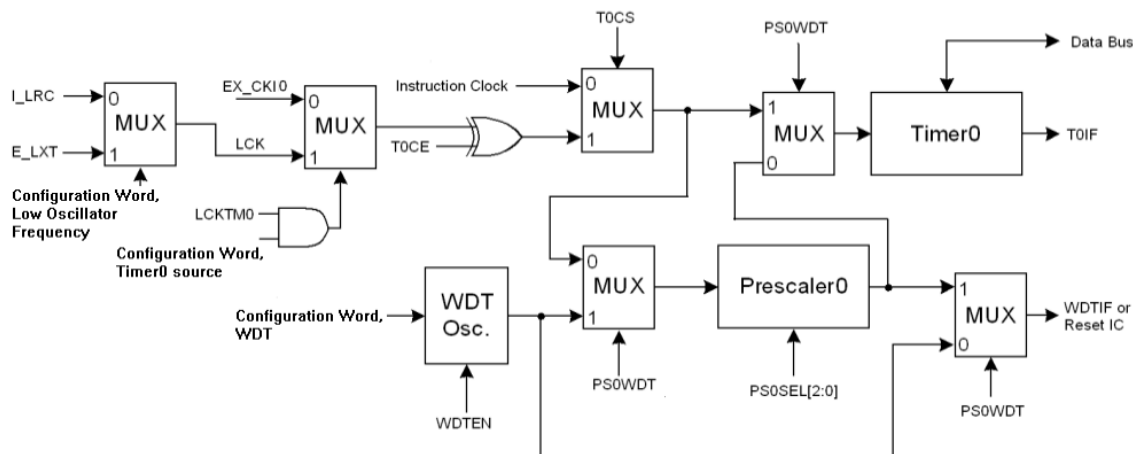 T0CS
PS0WDT
Data Bus
I_LRC
0
MUX
1
E_LXT
Configuration Word,
Low Oscillator
Frequency
LCK
EX_CKI0
0
MUX
1
LCKTM0
Configuration Word,
Timer0 source
T0CE
Instruction Clock
0
MUX
1
1
MUX
0
Timer0
T0IF
Configuration Word,
WDT
WDT
Osc.
WDTEN
0
MUX
1
PS0WDT
Prescaler0
PS0SEL[2:0]
1
MUX
0
PS0WDT
WDTIF or
Reset IC